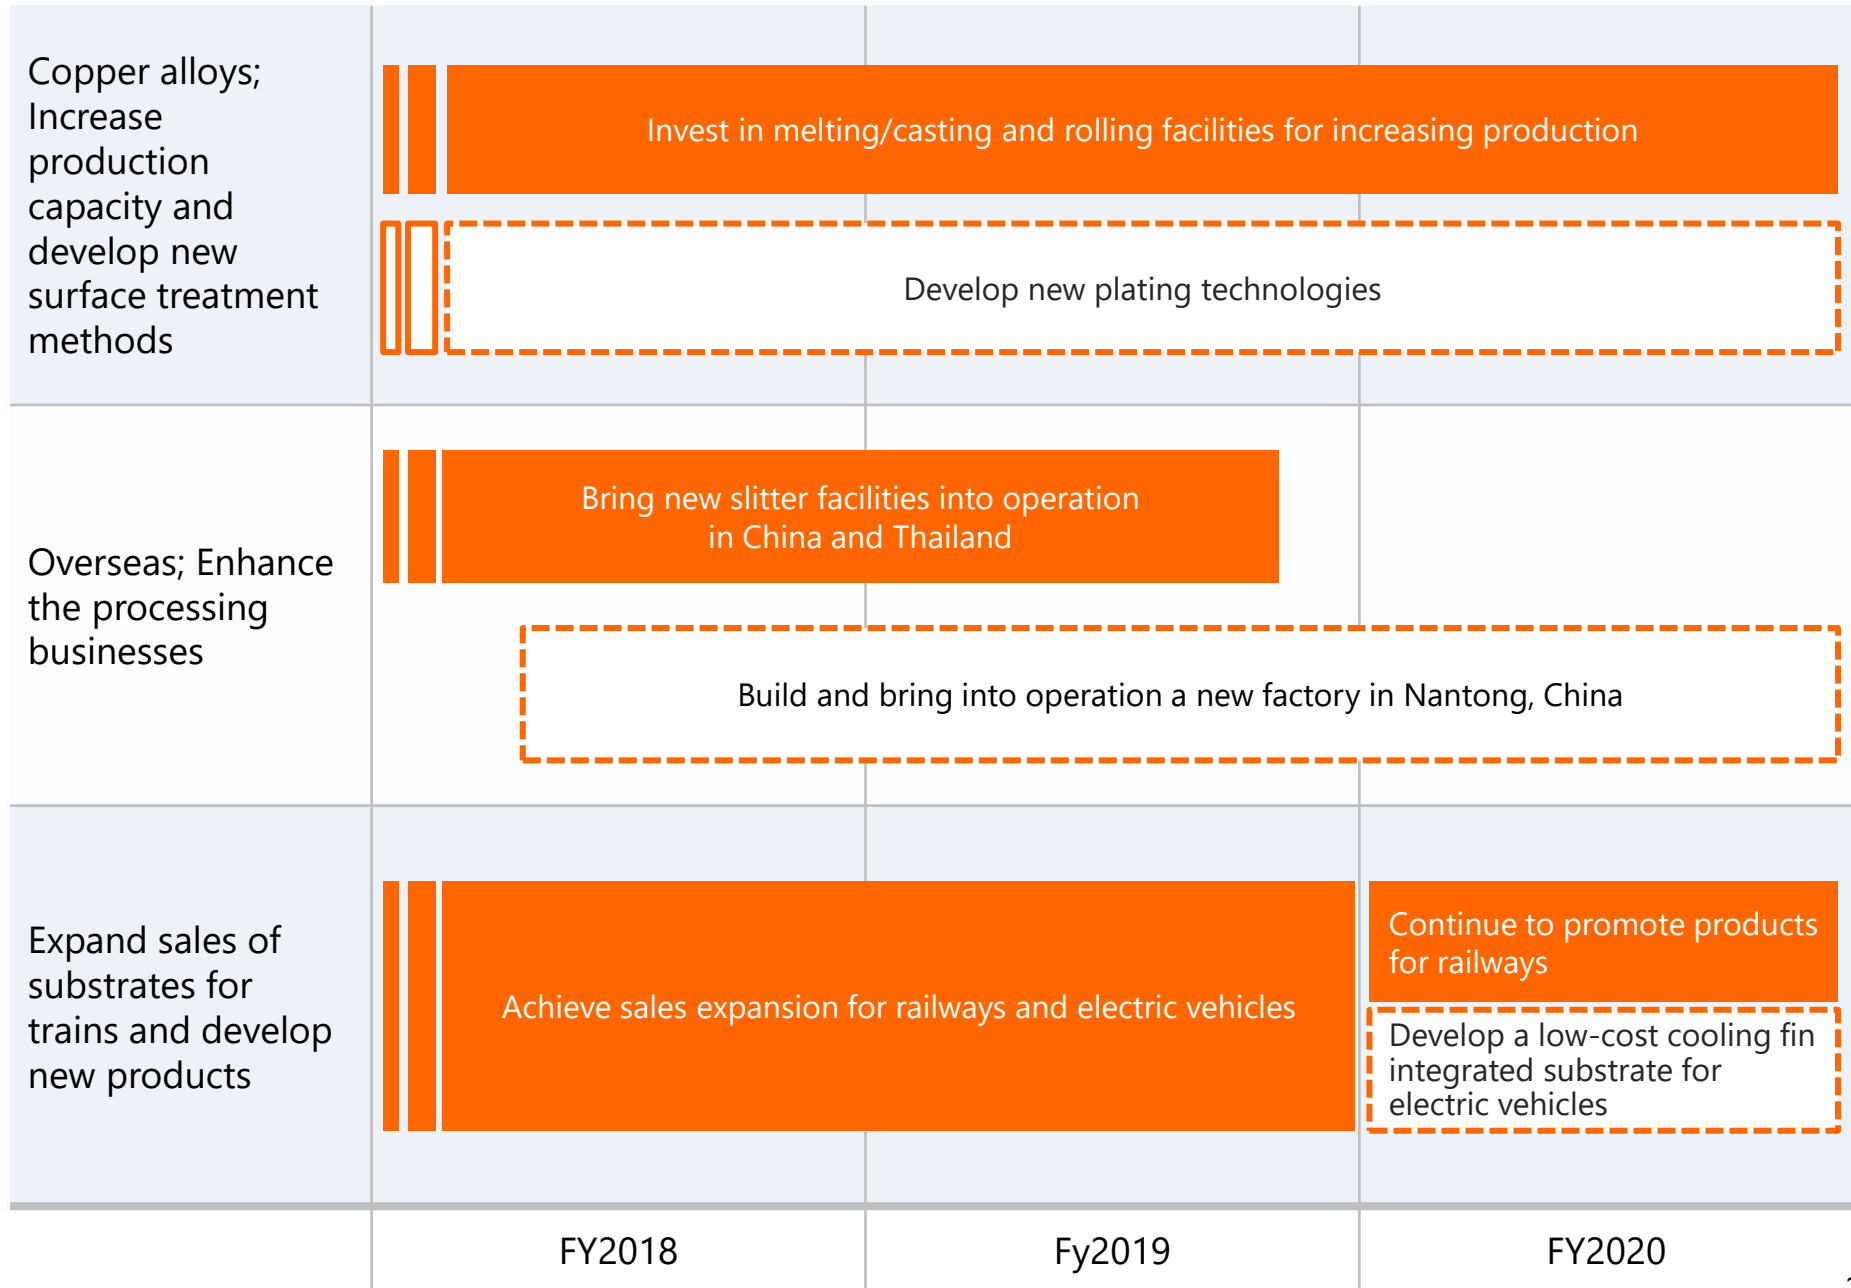 Copper alloys;
Increase
production
capacity and
develop new
surface treatment
methods
Invest in melting/casting and rolling facilities for increasing production
Develop new plating technologies
Overseas; Enhance
the processing
businesses
Bring new slitter facilities into operation
in China and Thailand
Build and bring into operation a new factory in Nantong, China
Expand sales of
substrates for
trains and develop
new products
Achieve sales expansion for railways and electric vehicles
Continue to promote products
for railways
Develop a low-cost cooling fin
integrated substrate for
electric vehicles
FY2018
Fy2019
FY2020